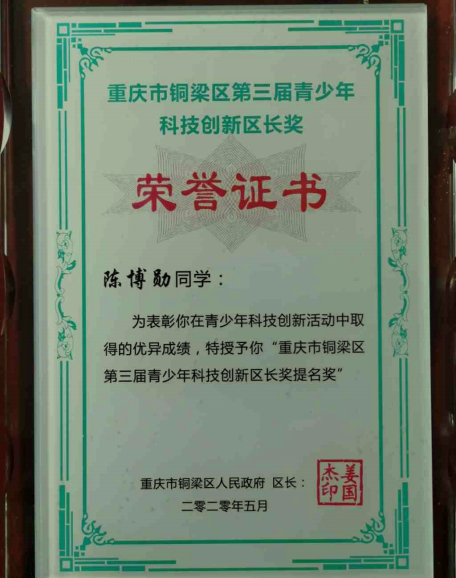 重庆市铜梁区第三届青少年
科技创新区长奖
荣誉证书
陈博勋同学：
为表彰你在青少年科技创新活动中取
得的优异成绩，特授予你“重庆市铜梁区
第三届青少年科技创新区长奖提名奖”
重庆市铜梁区人民政府 区长：
姜国杰印
二零二零年五月